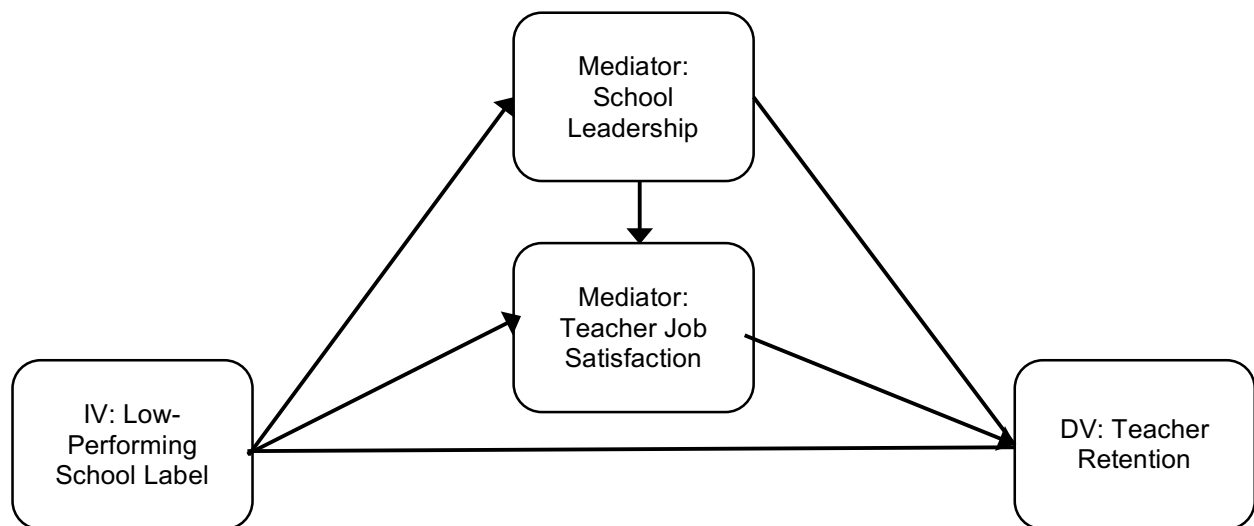 Mediator:
School
Leadership
Mediator:
Teacher Job
Satisfaction
IV: Low-
Performing
School Label
DV: Teacher
Retention